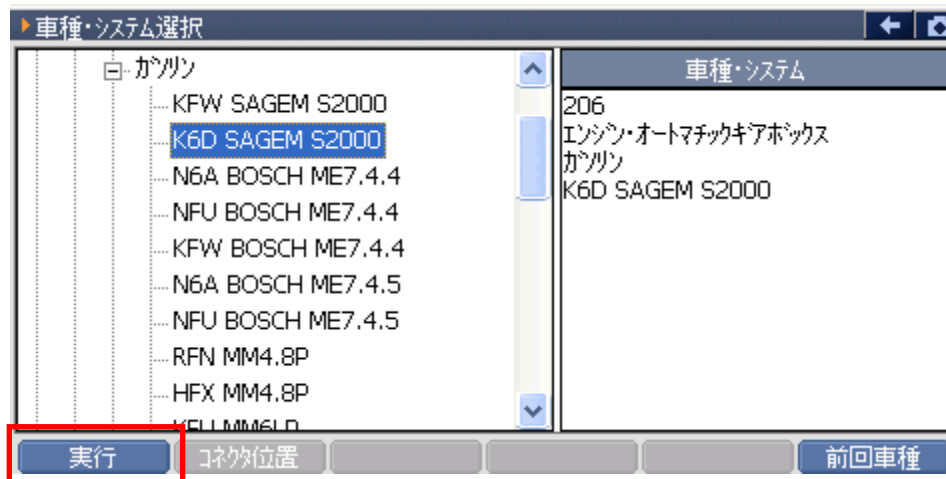 車種・システム選択
ガソリン
KFW SAGEM S2000
K6D SAGEM S2000
N6A BOSCH ME7.4.4
NFU BOSCH ME7.4.4
KFW BOSCH ME7.4.4
N6A BOSCH ME7.4.5
NFU BOSCH ME7.4.5
RFN MM4.8P
HFX MM4.8P
車種・システム
206
エンジン・オートマチックギアボックス
ガソリン
K6D SAGEM S2000
実行
コネクタ位置
前回車種